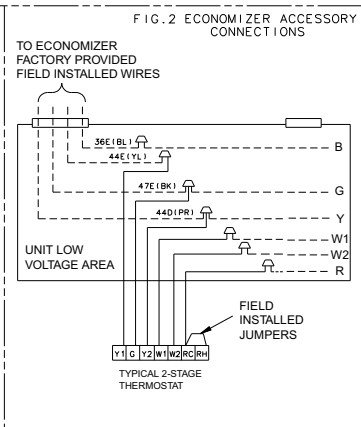 FIG.2 ECONOMIZER ACCESSORY
CONNECTIONS
TO ECONOMIZER
FACTORY PROVIDED
FIELD INSTALLED WIRES
36E(BL)
B
44E(YL)
47E(BK)
G
44D(PR)
Y
W1
W2
R
UNIT LOW
VOLTAGE AREA
FIELD
INSTALLED
JUMPERS
Y1 G Y2 W1 W2 RC RH
TYPICAL 2-STAGE
THERMOSTAT